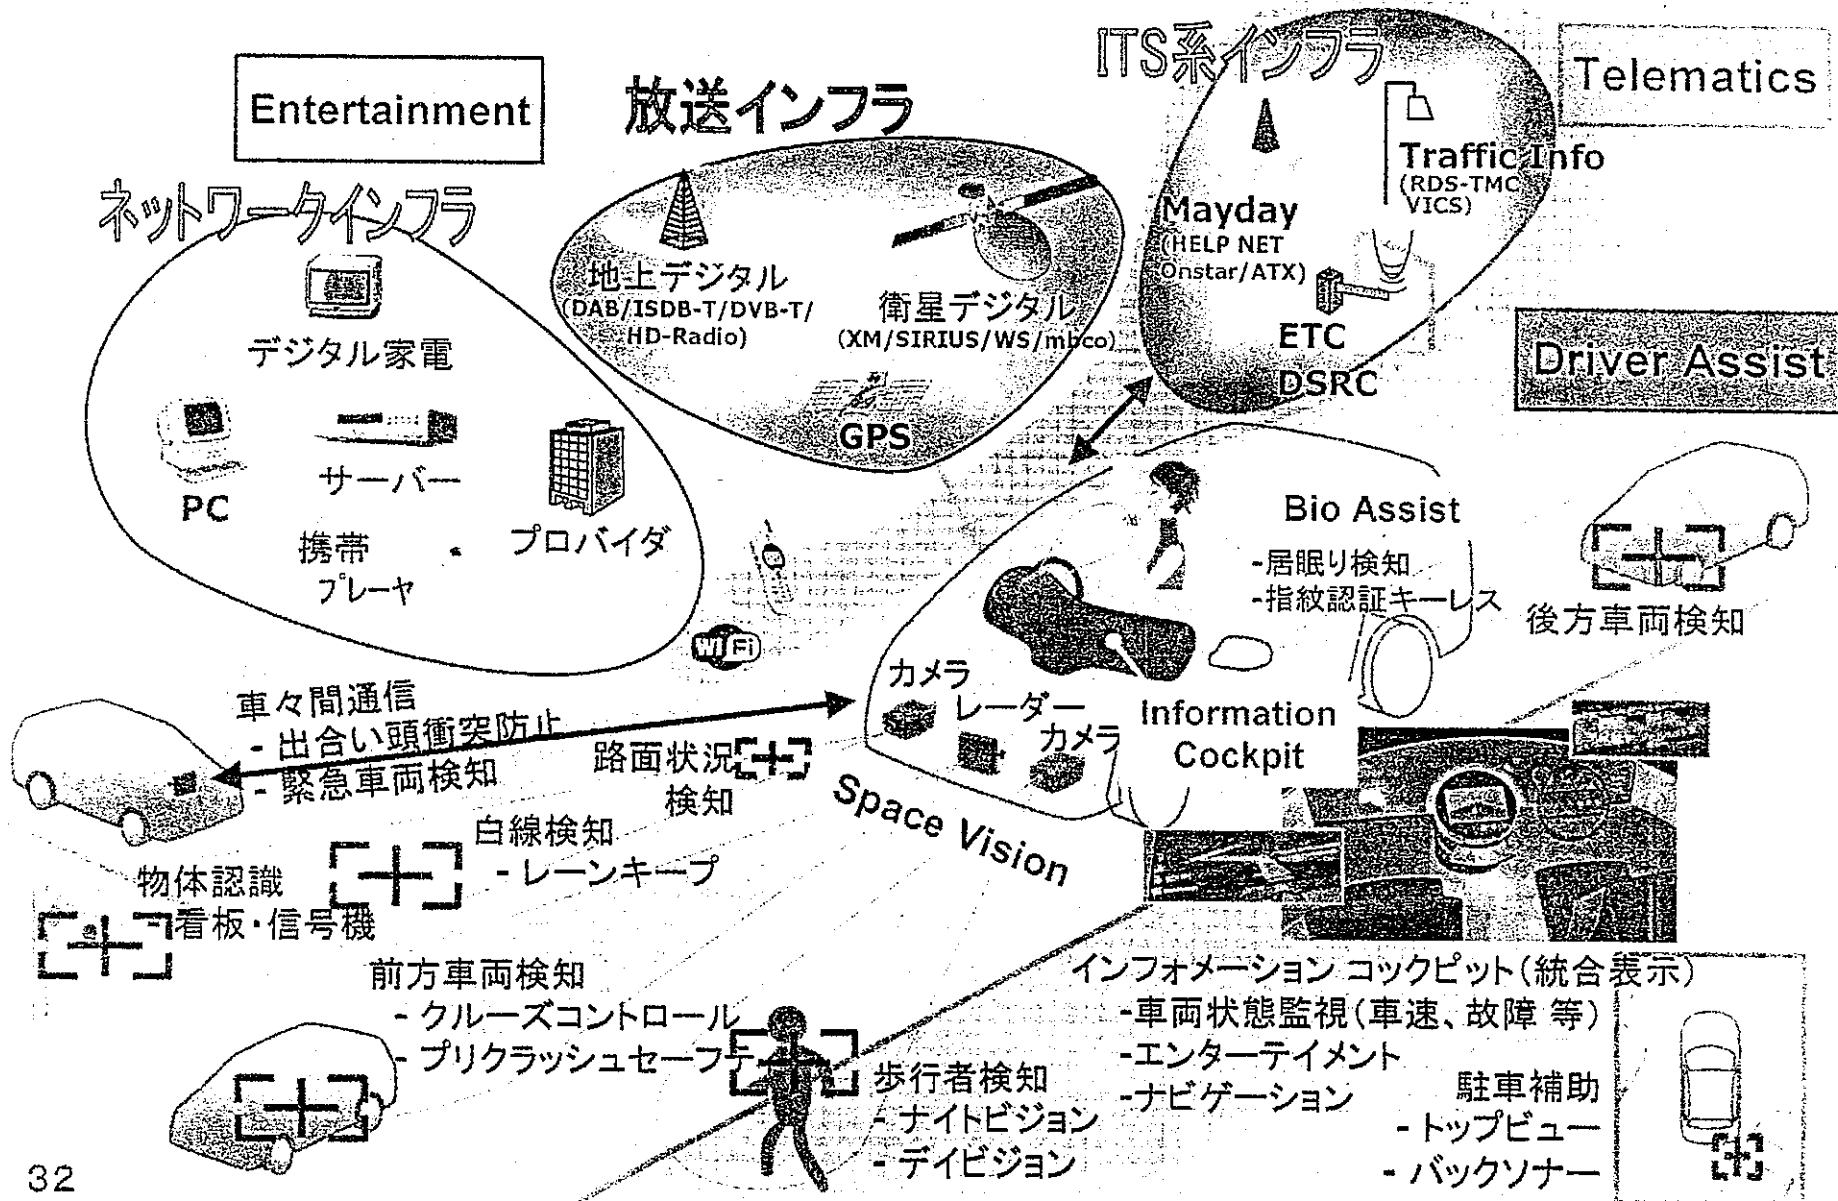 Entertainment
放送インフラ
ITS系インフラ
Telematics
ネットワークインフラ
デジタル家電
PC
サーバー
携帯
プレーヤ
プロバイダ
地上デジタル
(DAB/ISDB-T/DVB-T/
HD-Radio)
衛星デジタル
(XM/SIRIUS/WS/mbco)
GPS
Traffic Info
(RDS-TMC
VICS)
Mayday
(HELP NET
Onstar/ATX)
ETC
DSRC
Driver Assist
Wi Fi
Bio Assist
-居眠り検知
-指紋認証キーレス
後方車両検知
カメラ
レーダー
カメラ
Information
Cockpit
Space Vision
車々間通信
- 出合い頭衝突防止
- 緊急車両検知
路面状況
検知
白線検知
- レーンキープ
物体認識
-看板・信号機
前方車両検知
- クルーズコントロール
- プリクラッシュセーフテ
歩行者検知
- ナイトビジョン
- デイビジョン
インフォメーション コックピット(統合表示)
-車両状態監視(車速、故障 等)
-エンターテイメント
-ナビゲーション
駐車補助
- トップビュー
- バックソナー
32